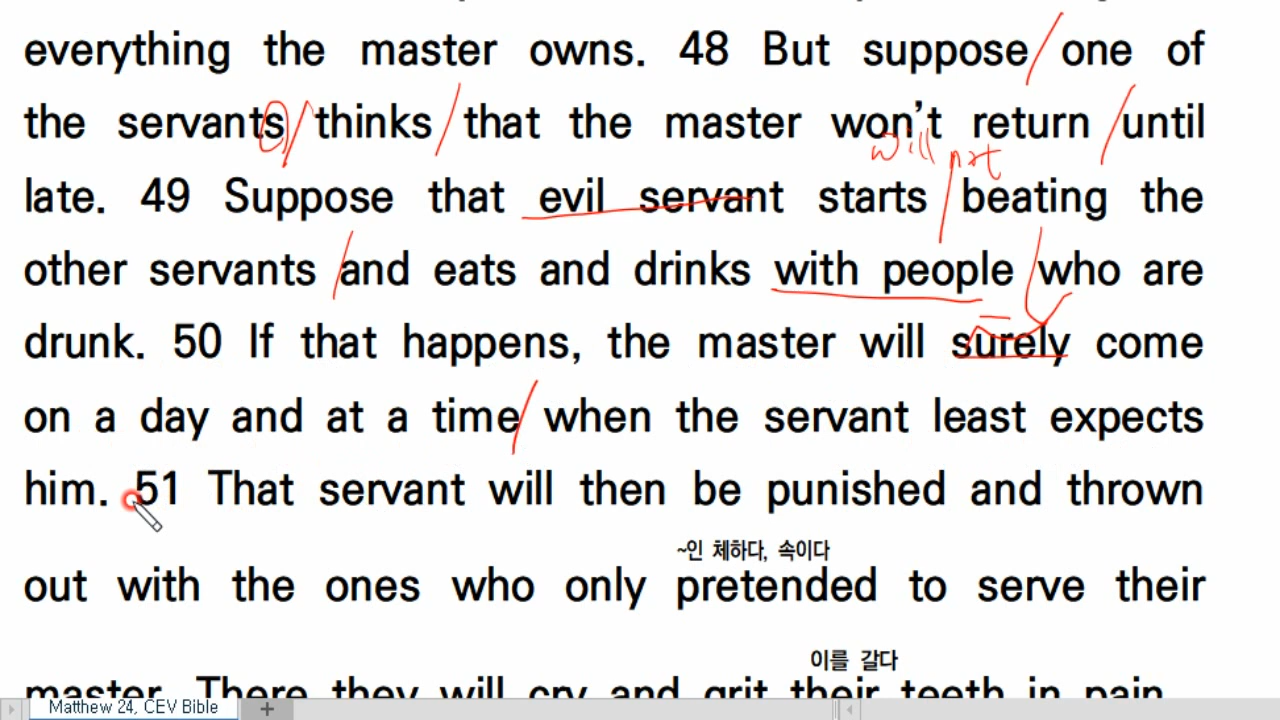 everything the master owns. 48 But suppose one of
the servants thinks that the master won't return until
will not
late. 49 Suppose that evil servant starts beating the
other servants and eats and drinks with people who are
drunk. 50 If that happens, the master will surely come
on a day and at a time when the servant least expects
him. 51 That servant will then be punished and thrown
~인 체하다, 속이다
out with the ones who only pretended to serve their
이를 갈다
master. There they will cry and grit their teeth in pain.
Matthew 24, CEV Bible